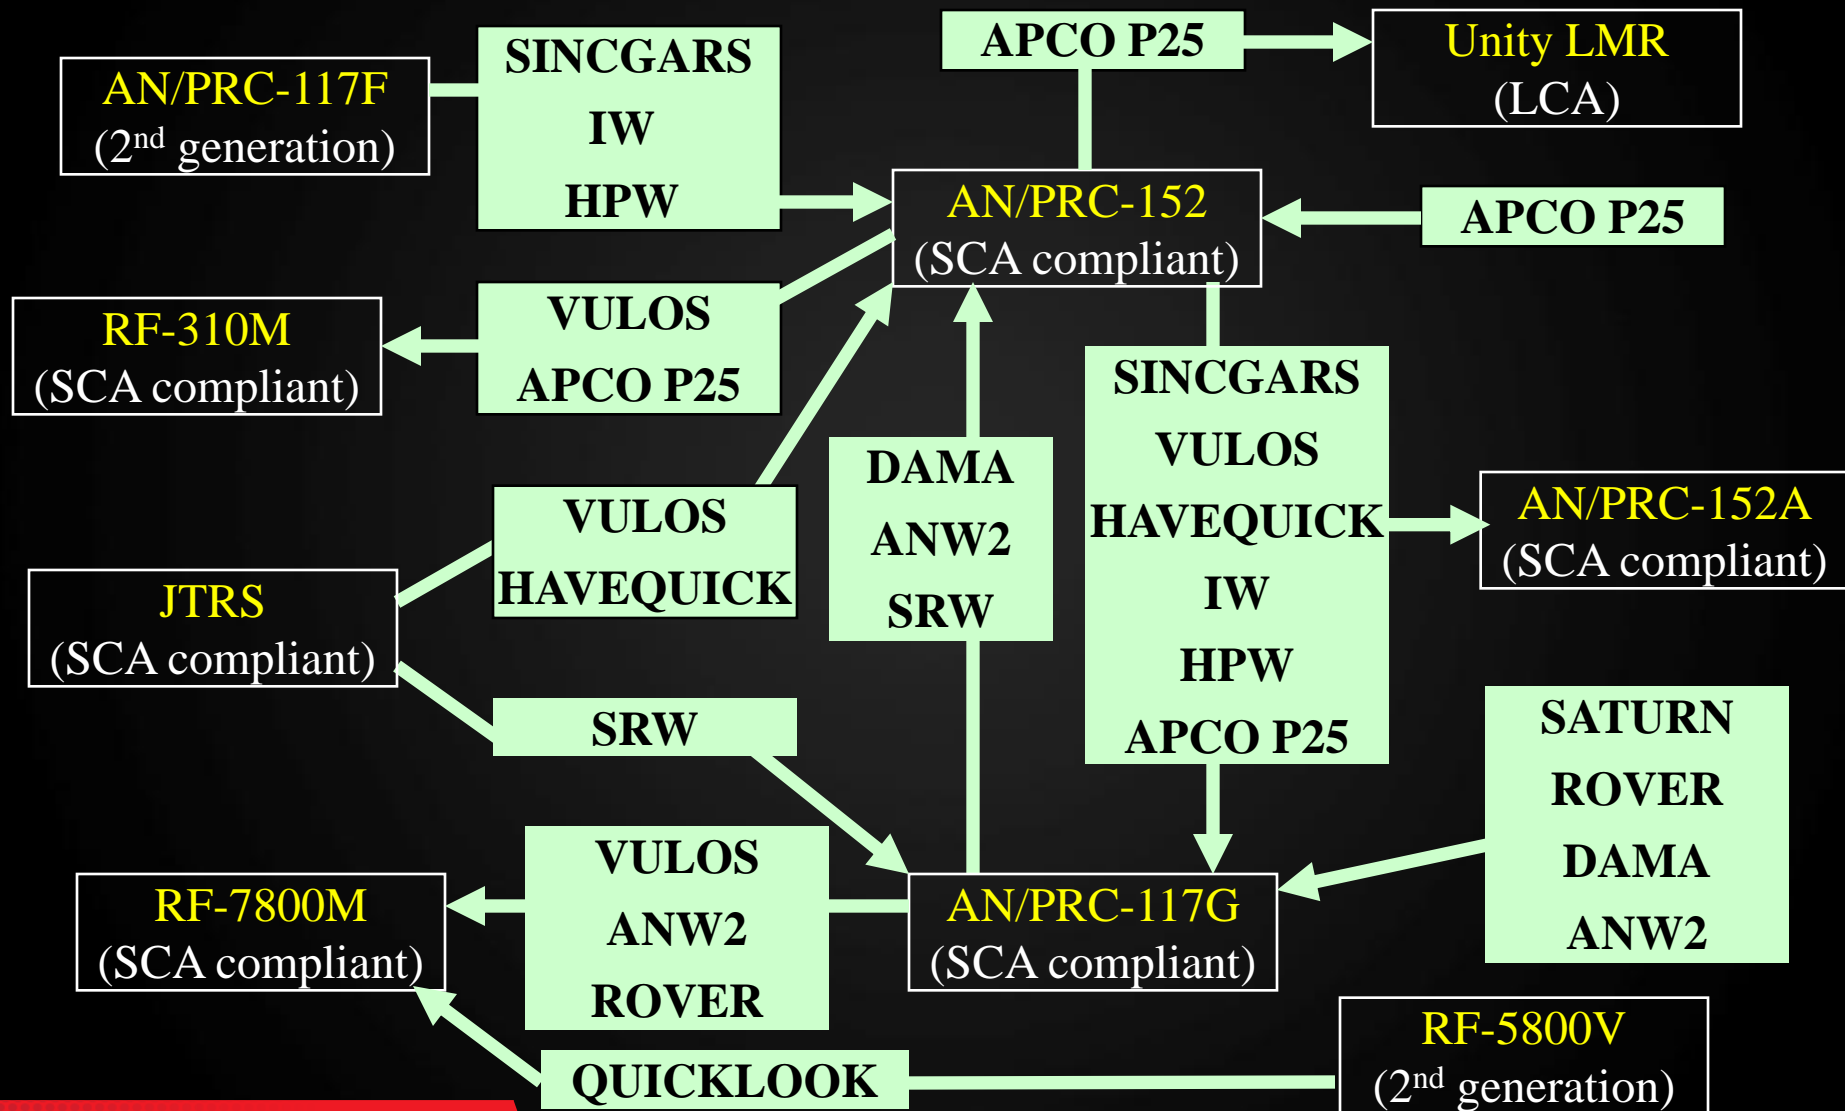 AN/PRC-117F
(2nd generation)
SINCGARS
IW
HPW
APCO P25
Unity LMR
(LCA)
AN/PRC-152
(SCA compliant)
APCO P25
RF-310M
(SCA compliant)
VULOS
APCO P25
SINCGARS
VULOS
HAVEQUICK
IW
HPW
APCO P25
DAMA
ANW2
SRW
AN/PRC-152A
(SCA compliant)
VULOS
HAVEQUICK
JTRS
(SCA compliant)
SRW
SATURN
ROVER
DAMA
ANW2
RF-7800M
(SCA compliant)
VULOS
ANW2
ROVER
AN/PRC-117G
(SCA compliant)
QUICKLOOK
RF-5800V
(2nd generation)